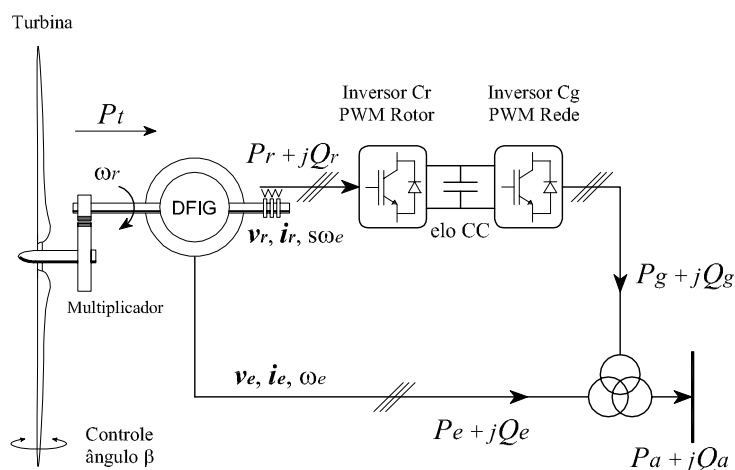 Turbina
Inversor Cr
PWM Rotor
Inversor Cg
PWM Rede
Pt
Pr + jQr
ωr
DFIG
elo CC
vr, ir, sωe
Multiplicador
Pg + jQg
ve, ie, ωe
Pe + jQe
Controle
ângulo β
Pa + jQa